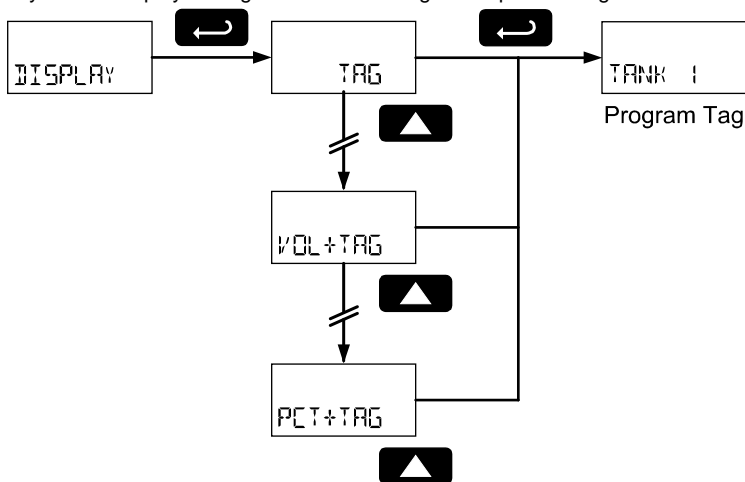 DISPLAY
TAG
TANK 1
Program Tag
VOL+TAG
PCT+TAG